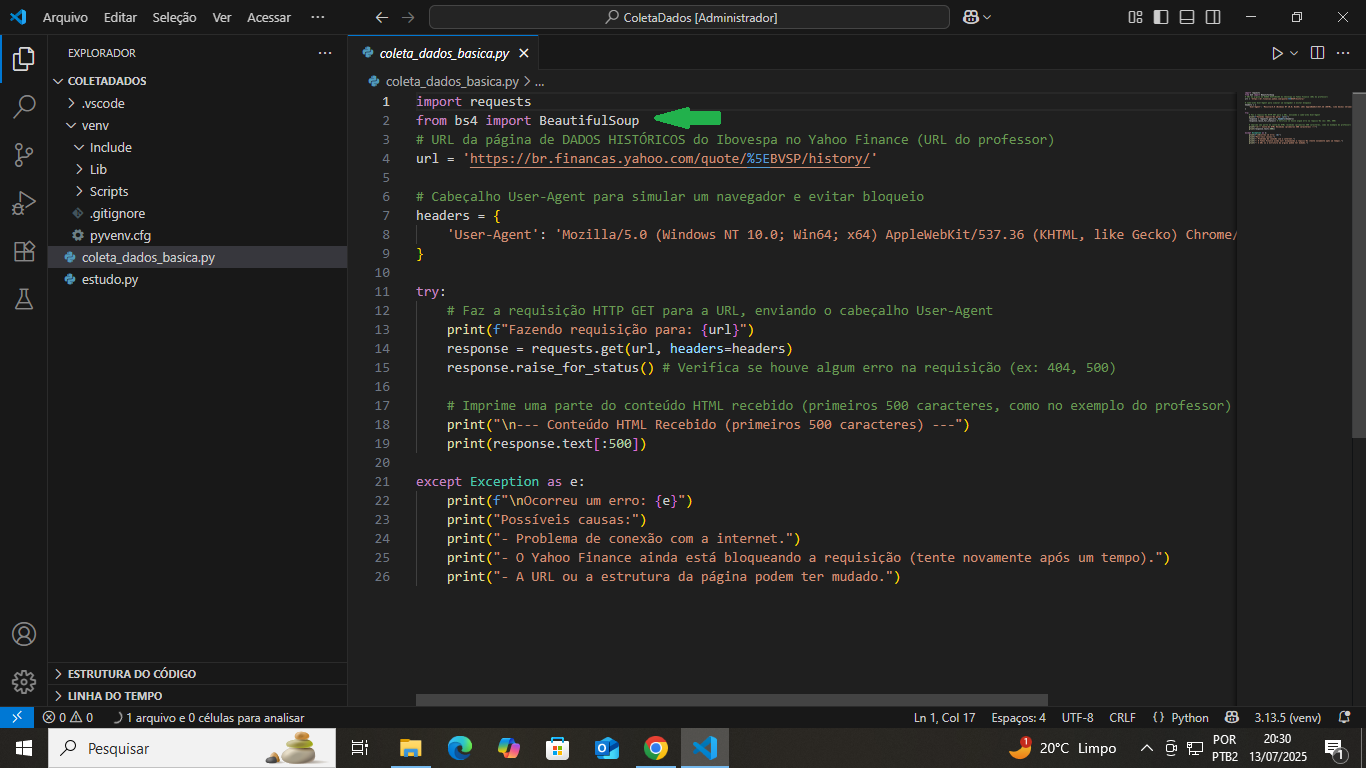 Arquivo Editar Seleção Ver Acessar ···
ColetaDados [Administrador]
EXPLORADOR ···
COLETADADOS
.vscode
venv
Include
Lib
Scripts
.gitignore
pyvenv.cfg
coleta_dados_basica.py
estudo.py
ESTRUTURA DO CÓDIGO
LINHA DO TEMPO
coleta_dados_basica.py
coleta_dados_basica.py > ...
1 import requests
2 from bs4 import BeautifulSoup
3 # URL da página de DADOS HISTÓRICOS do Ibovespa no Yahoo Finance (URL do professor)
4 url = 'https://br.financas.yahoo.com/quote/%5EBVSP/history/'
5
6 # Cabeçalho User-Agent para simular um navegador e evitar bloqueio
7 headers = {
8     'User-Agent': 'Mozilla/5.0 (Windows NT 10.0; Win64; x64) AppleWebKit/537.36 (KHTML, like Gecko) Chrome/
9 }
10
11 try:
12     # Faz a requisição HTTP GET para a URL, enviando o cabeçalho User-Agent
13     print(f"Fazendo requisição para: {url}")
14     response = requests.get(url, headers=headers)
15     response.raise_for_status() # Verifica se houve algum erro na requisição (ex: 404, 500)
16
17     # Imprime uma parte do conteúdo HTML recebido (primeiros 500 caracteres, como no exemplo do professor)
18     print("\n--- Conteúdo HTML Recebido (primeiros 500 caracteres) ---")
19     print(response.text[:500])
20
21 except Exception as e:
22     print(f"\nOcorreu um erro: {e}")
23     print("Possíveis causas:")
24     print("- Problema de conexão com a internet.")
25     print("- O Yahoo Finance ainda está bloqueando a requisição (tente novamente após um tempo).")
26     print("- A URL ou a estrutura da página podem ter mudado.")
0 0 1 arquivo e 0 células para analisar
Ln 1, Col 17 Espaços: 4 UTF-8 CRLF {} Python 3.13.5 (venv)
Pesquisar
1 20°C Limpo
POR
PTB2
20:30
13/07/2025
1